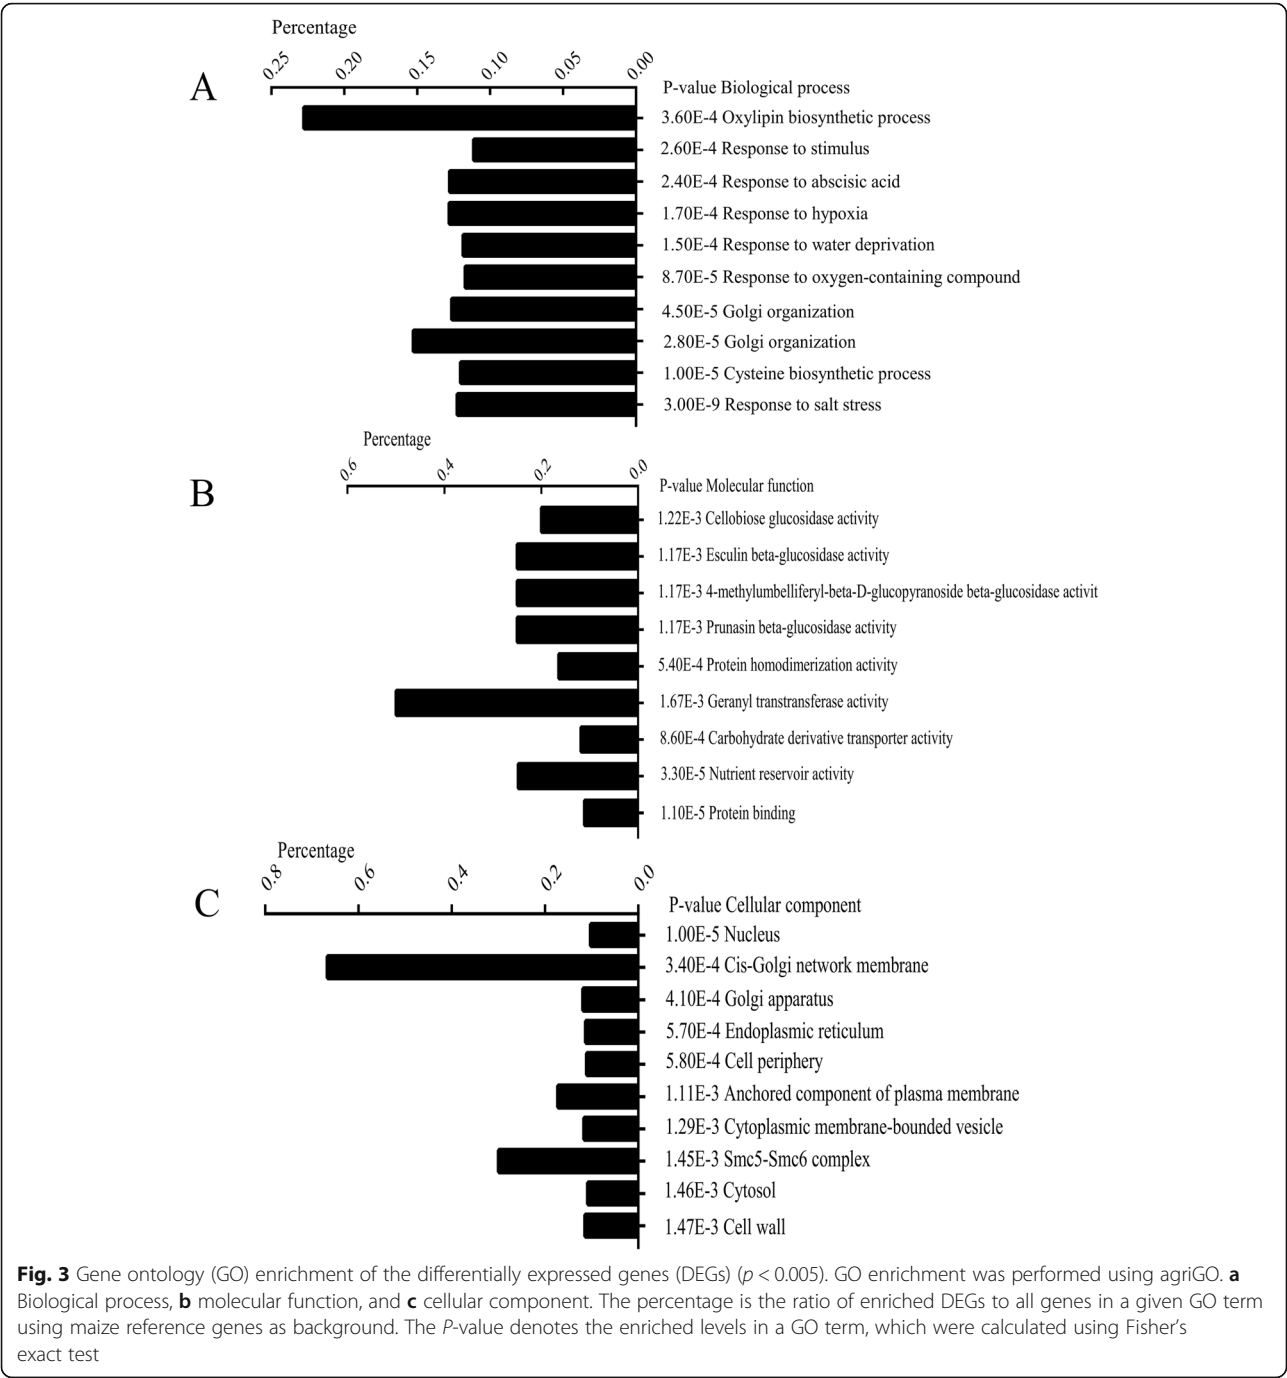 Percentage
0.25 0.20 0.15 0.10 0.05 0.00
A
P-value Biological process
3.60E-4 Oxylipin biosynthetic process
2.60E-4 Response to stimulus
2.40E-4 Response to abscisic acid
1.70E-4 Response to hypoxia
1.50E-4 Response to water deprivation
8.70E-5 Response to oxygen-containing compound
4.50E-5 Golgi organization
2.80E-5 Golgi organization
1.00E-5 Cysteine biosynthetic process
3.00E-9 Response to salt stress
Percentage
0.6 0.4 0.2 0.0
B
P-value Molecular function
1.22E-3 Cellobiose glucosidase activity
1.17E-3 Esculin beta-glucosidase activity
1.17E-3 4-methylumbelliferyl-beta-D-glucopyranoside beta-glucosidase activit
1.17E-3 Prunasin beta-glucosidase activity
5.40E-4 Protein homodimerization activity
1.67E-3 Geranyl transtransferase activity
8.60E-4 Carbohydrate derivative transporter activity
3.30E-5 Nutrient reservoir activity
1.10E-5 Protein binding
Percentage
0.8 0.6 0.4 0.2 0.0
C
P-value Cellular component
1.00E-5 Nucleus
3.40E-4 Cis-Golgi network membrane
4.10E-4 Golgi apparatus
5.70E-4 Endoplasmic reticulum
5.80E-4 Cell periphery
1.11E-3 Anchored component of plasma membrane
1.29E-3 Cytoplasmic membrane-bounded vesicle
1.45E-3 Smc5-Smc6 complex
1.46E-3 Cytosol
1.47E-3 Cell wall
Fig. 3 Gene ontology (GO) enrichment of the differentially expressed genes (DEGs) (p < 0.005). GO enrichment was performed using agriGO. a
Biological process, b molecular function, and c cellular component. The percentage is the ratio of enriched DEGs to all genes in a given GO term
using maize reference genes as background. The P-value denotes the enriched levels in a GO term, which were calculated using Fisher's
exact test